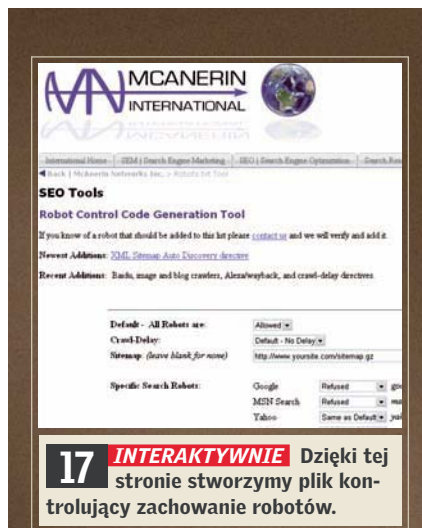 MCANERIN
INTERNATIONAL
International Home | SEM | Search Engine Marketing | SEO | Search Engine Optimization | Search
Back | McAnerin Networks Inc. > Robots.txt Tool
SEO Tools
Robot Control Code Generation Tool
If you know of a robot that should be added to this list please contact us and we will verify and add it.
Newest Additions: XML Sitemap Auto Discovery directive
Recent Additions: Baidu, image and blog crawlers, Alexa/wayback, and crawl-delay directives
Default - All Robots are: Allowed
Crawl-Delay: Default - No Delay
Sitemap: (leave blank for none) http://www.yoursite.com/sitemap.gz
Specific Search Robots: Google Refused
MSN Search Refused
Yahoo Same as Default
17 INTERAKTYWNIE Dzięki tej
stronie stworzymy plik kon-
trolujący zachowanie robotów.